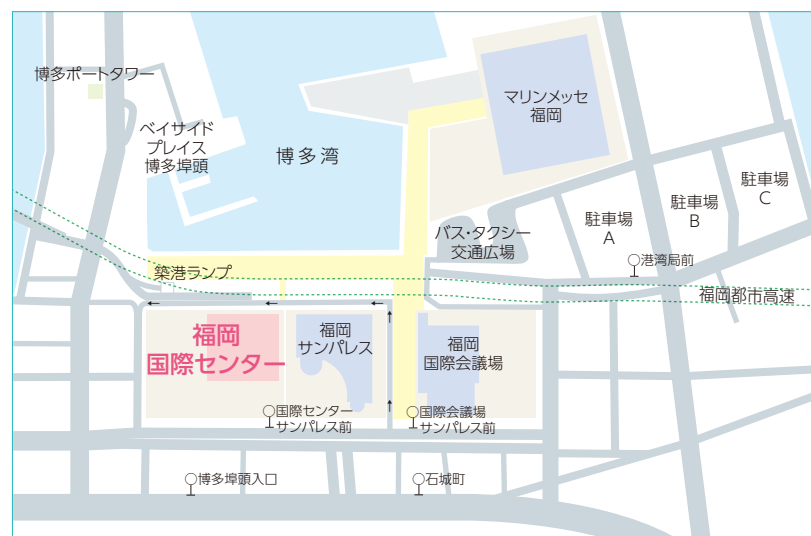 博多ポートタワー
ベイサイド
プレイス
博多埠頭
博多湾
マリンメッセ
福岡
駐車場
A
駐車場
B
駐車場
C
バス・タクシー
交通広場
港湾局前
築港ランプ
福岡都市高速
福岡
国際センター
福岡
サンパレス
福岡
国際会議場
国際センター
サンパレス前
国際会議場
サンパレス前
博多埠頭入口
石城町